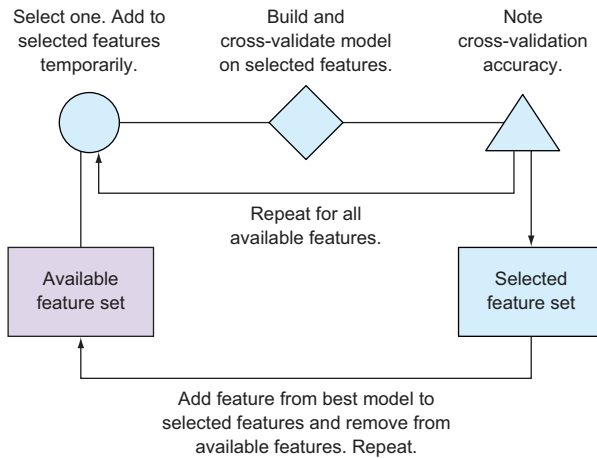 Select one. Add to
selected features
temporarily.
Build and
cross-validate model
on selected features.
Note
cross-validation
accuracy.
Repeat for all
available features.
Available
feature set
Selected
feature set
Add feature from best model to
selected features and remove from
available features. Repeat.